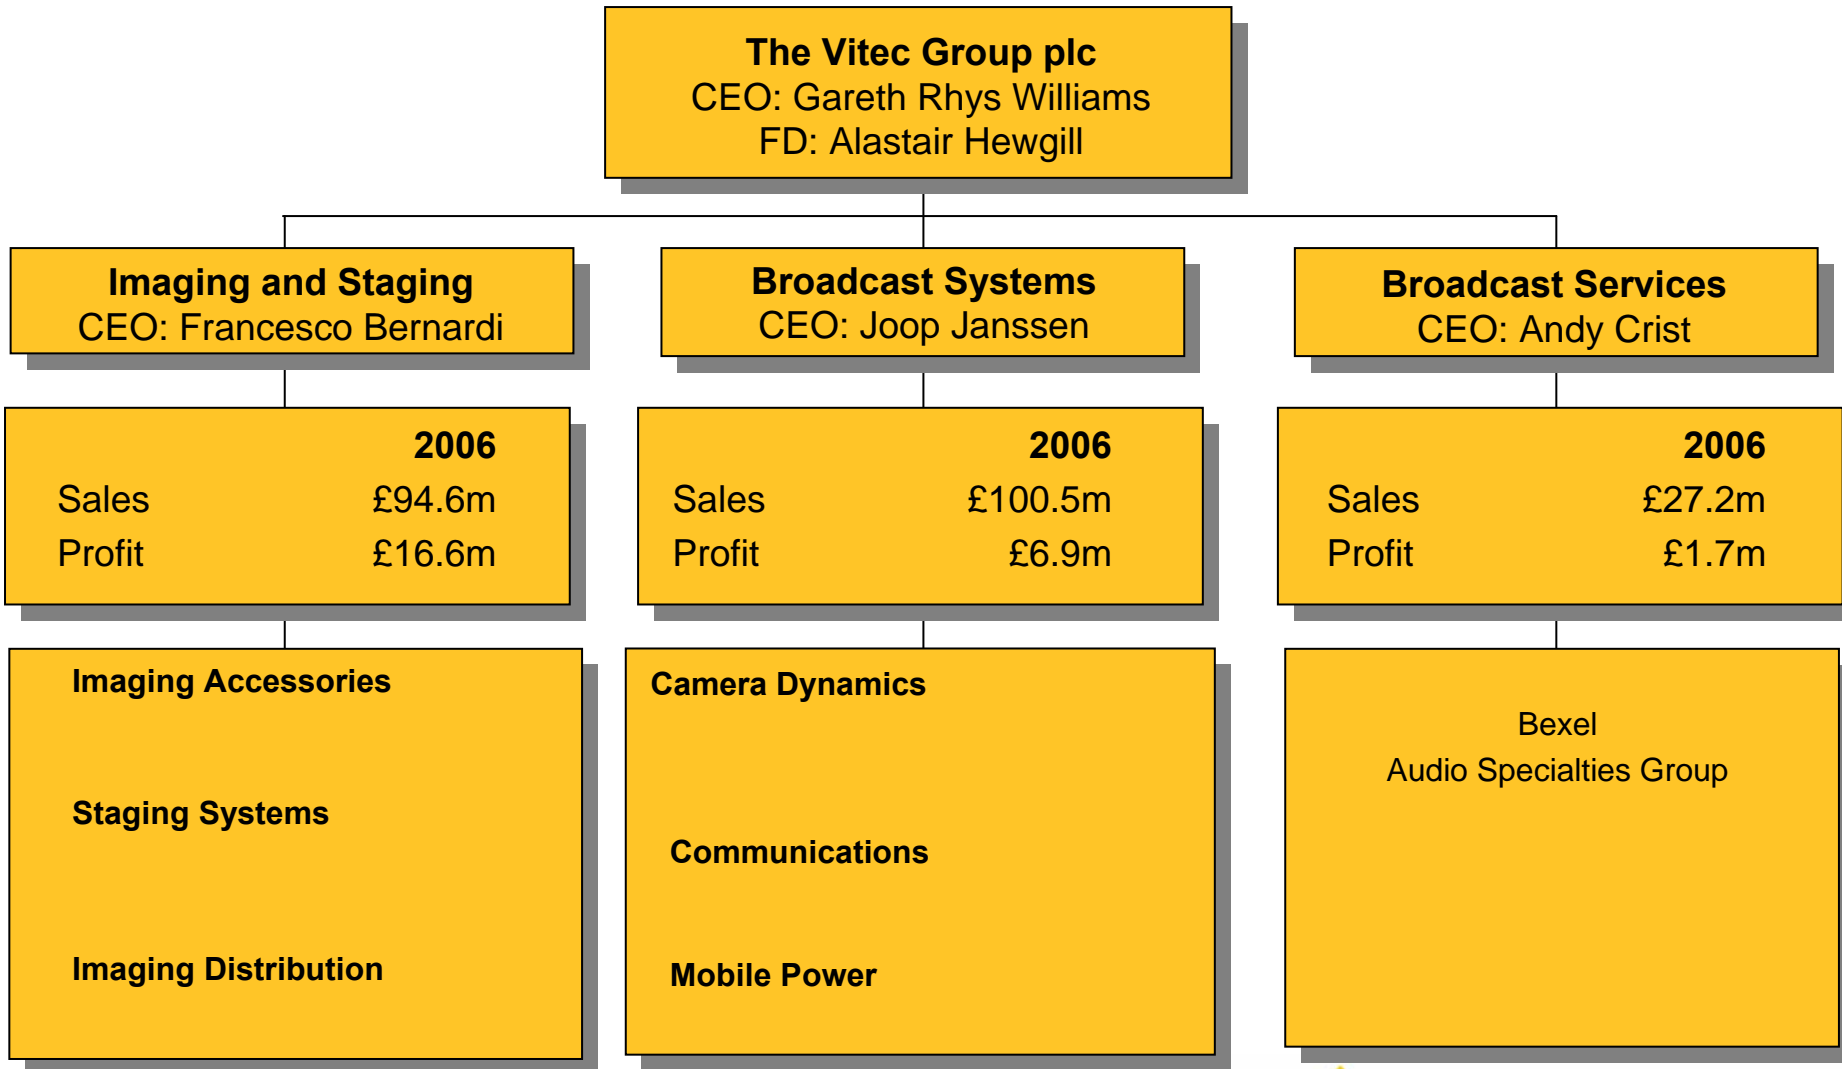 The Vitec Group plc
CEO: Gareth Rhys Williams
FD: Alastair Hewgill
Imaging and Staging
CEO: Francesco Bernardi
2006
Sales £94.6m
Profit £16.6m
Imaging Accessories
Staging Systems
Imaging Distribution
Broadcast Systems
CEO: Joop Janssen
2006
Sales £100.5m
Profit £6.9m
Camera Dynamics
Communications
Mobile Power
Broadcast Services
CEO: Andy Crist
2006
Sales £27.2m
Profit £1.7m
Bexel
Audio Specialties Group